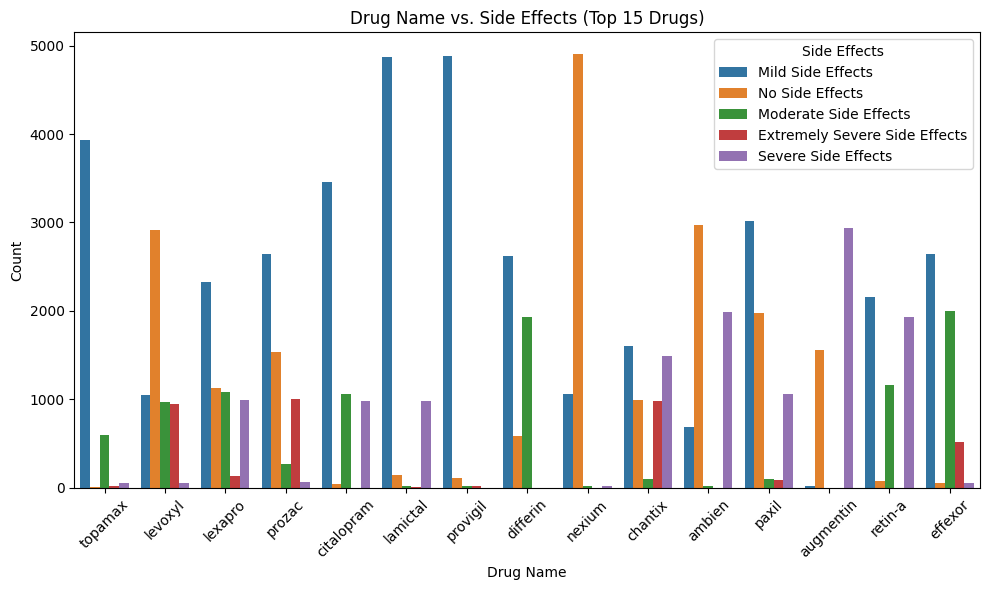 Drug Name vs. Side Effects (Top 15 Drugs)
Side Effects
Mild Side Effects
No Side Effects
Moderate Side Effects
Extremely Severe Side Effects
Severe Side Effects
5000
4000
3000
2000
1000
0
Count
topamax
levoxyl
lexapro
prozac
citalopram
lamictal
provigil
differin
nexium
chantix
ambien
paxil
augmentin
retin-a
effexor
Drug Name